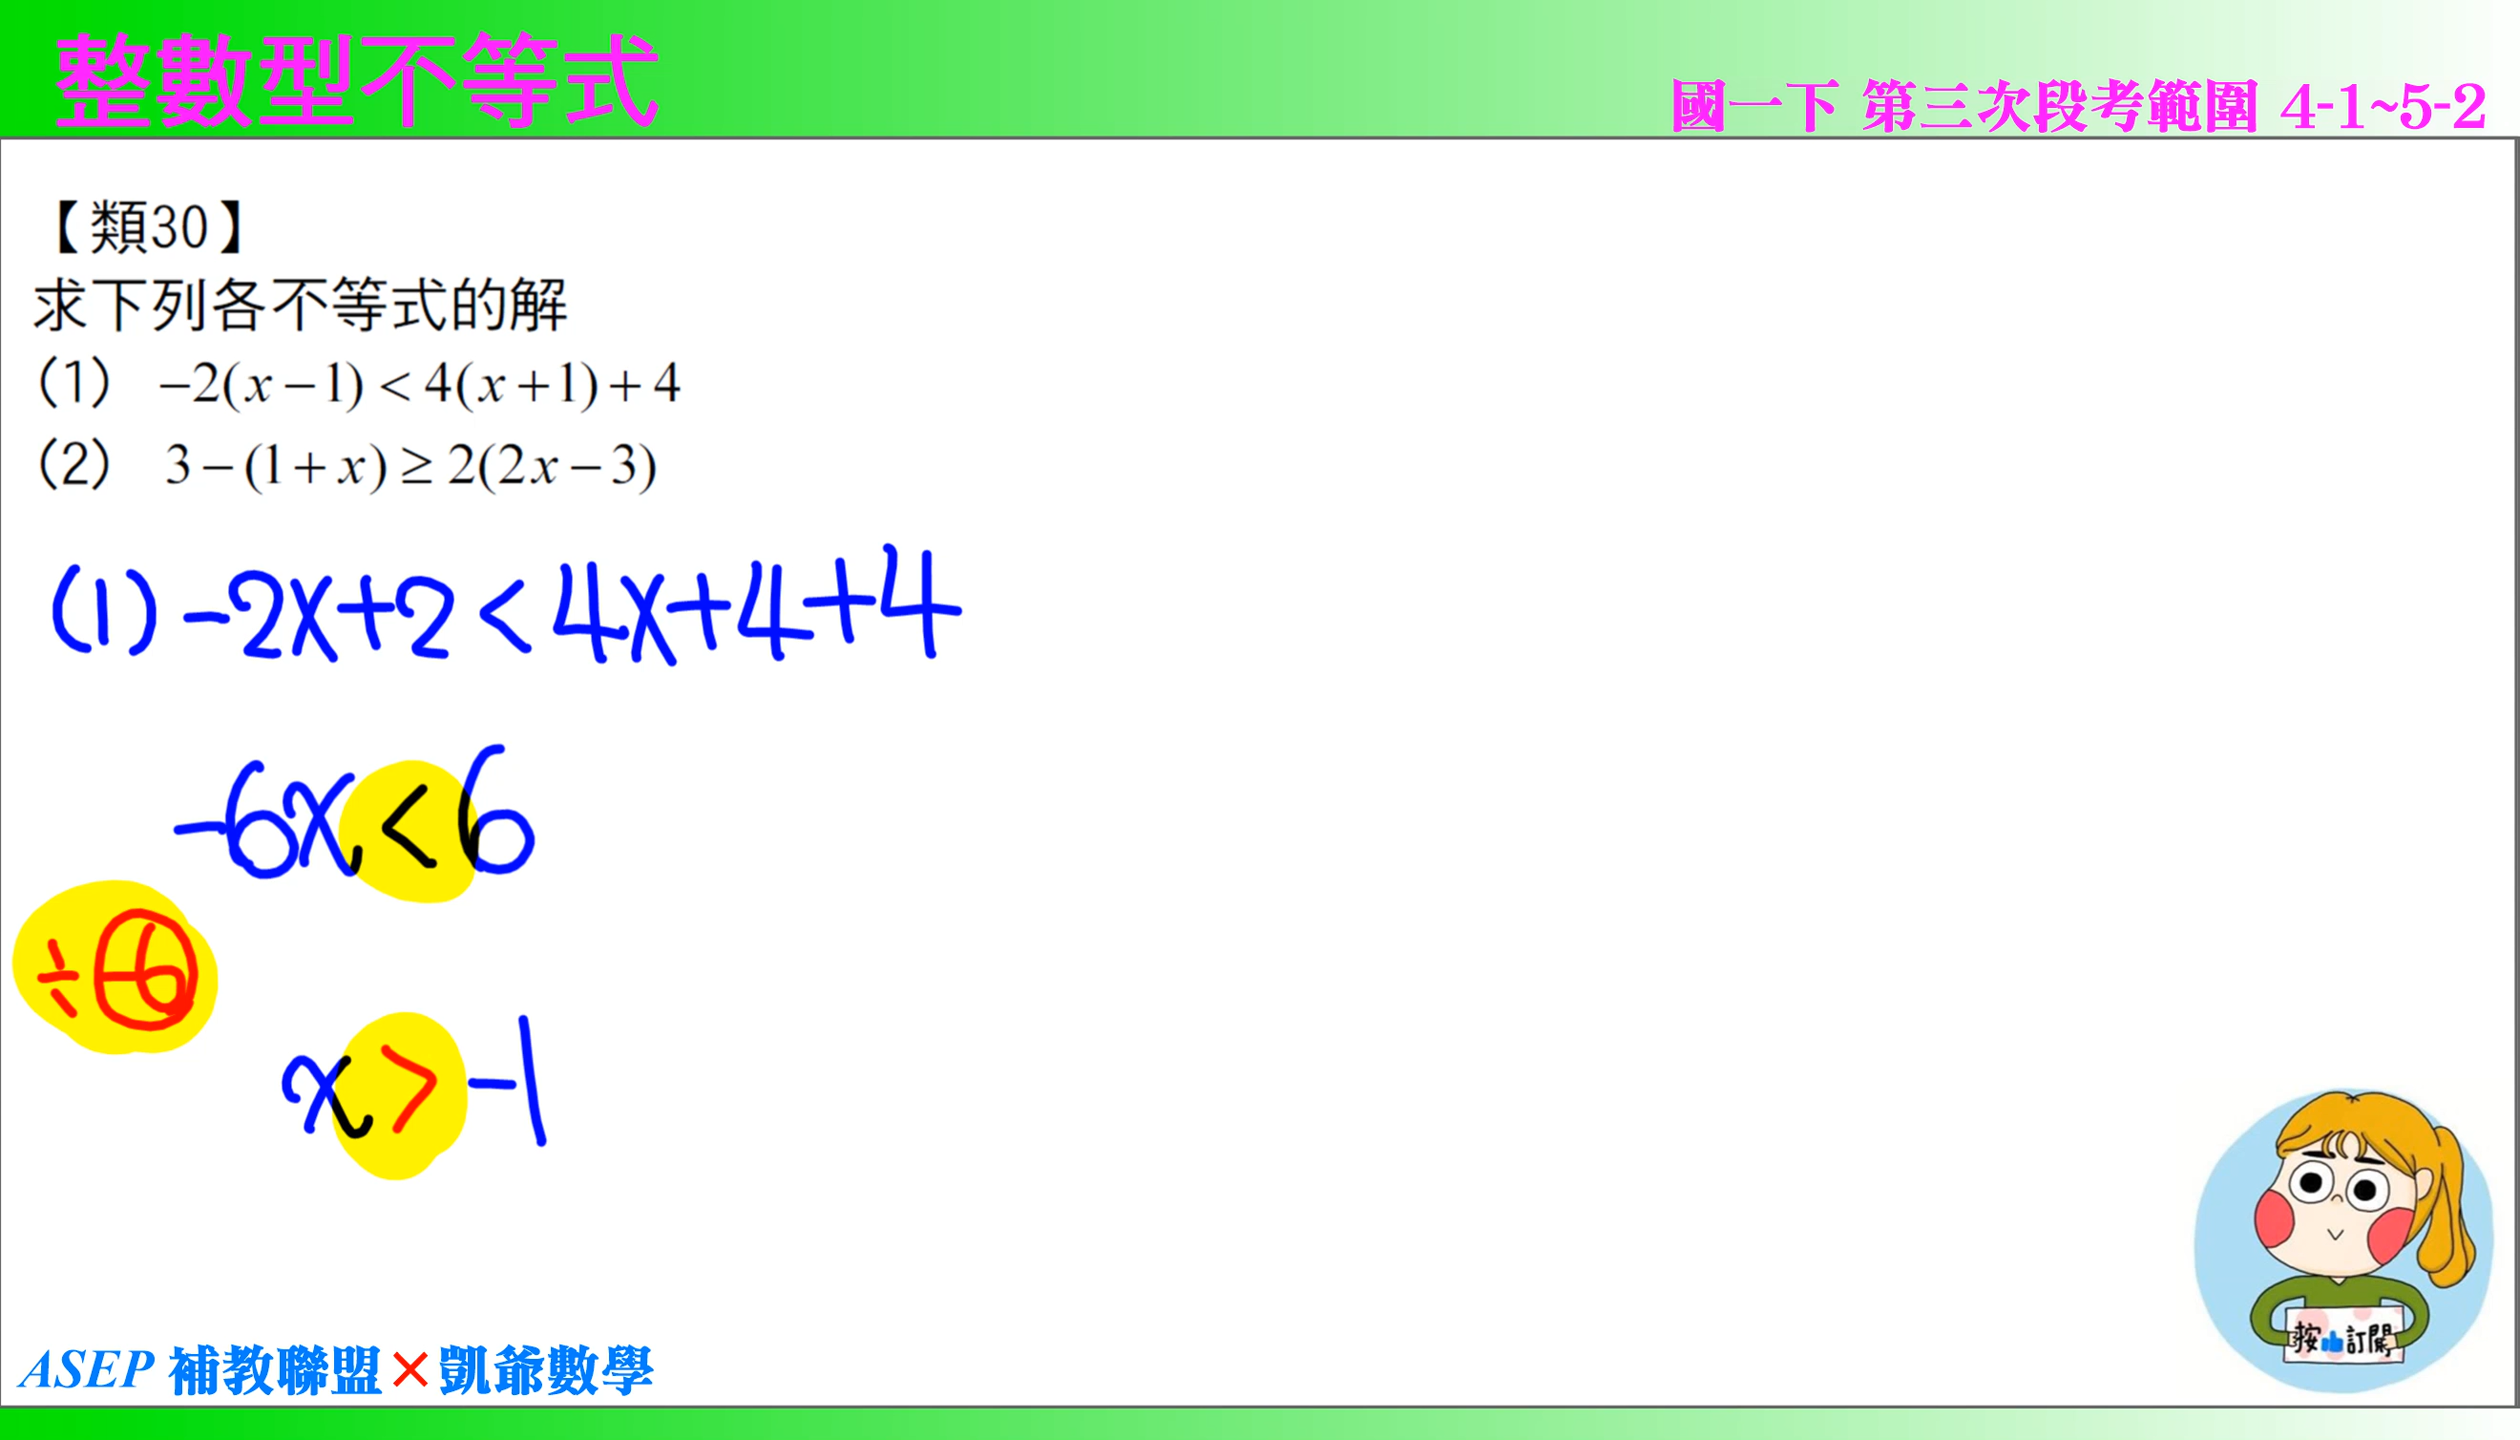 整數型不等式
國一下 第三次段考範圍 4-1~5-2
【類30】
求下列各不等式的解
(1) −2(x−1)<4(x+1)+4
(2) 3−(1+x)≥2(2x−3)
(1) -2x+2<4x+4+4
-6x<6
÷(-6)
x>-1
按👍訂閱
ASEP 補教聯盟×凱爺數學